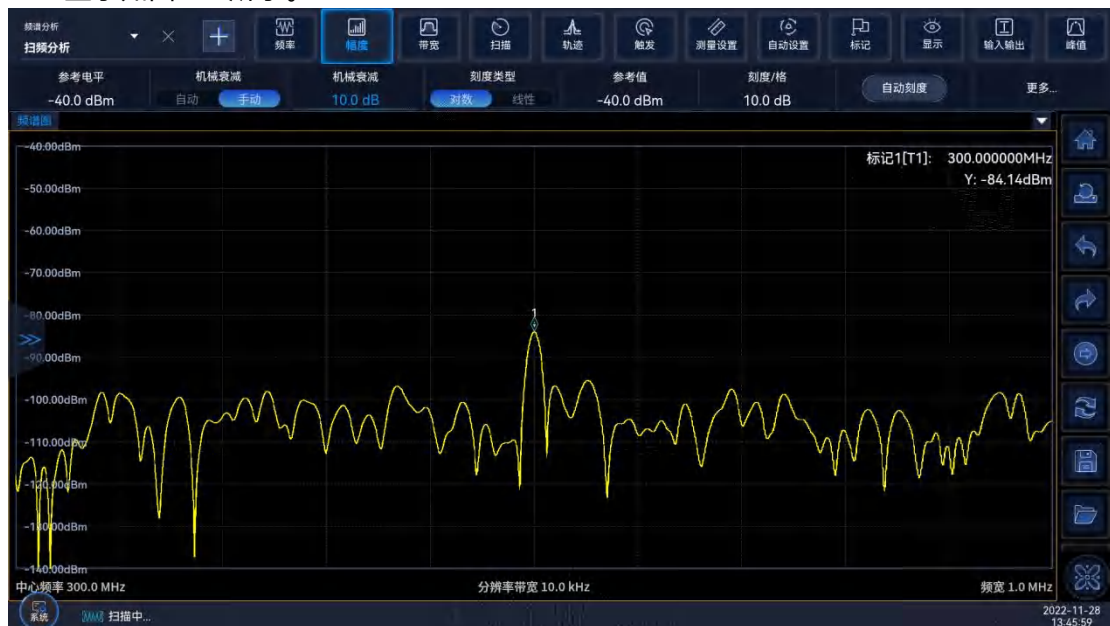 频谱分析
扫频分析
频率
幅度
带宽
扫描
轨迹
触发
测量设置
自动设置
标记
显示
输入输出
峰值
参考电平
-40.0 dBm
机械衰减
自动 手动
机械衰减
10.0 dB
刻度类型
对数 线性
参考值
-40.0 dBm
刻度/格
10.0 dB
自动刻度
更多...
频谱图
-40.00dBm
标记1[T1]: 300.000000MHz
Y: -84.14dBm
-50.00dBm
-60.00dBm
-70.00dBm
-80.00dBm
1
-90.00dBm
-100.00dBm
-110.00dBm
-120.00dBm
-130.00dBm
-140.00dBm
中心频率 300.0 MHz
分辨率带宽 10.0 kHz
频宽 1.0 MHz
系统
扫描中...
2022-11-28
13:45:59